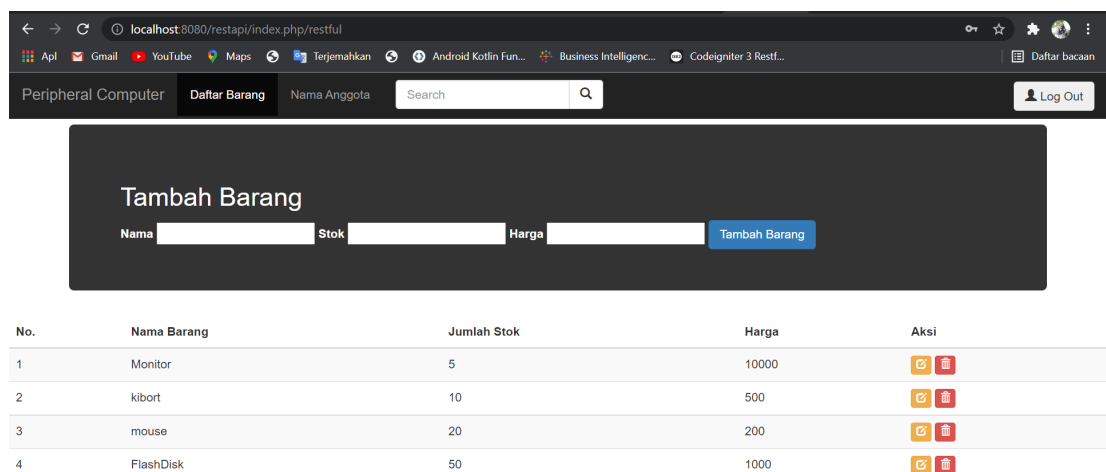 localhost:8080/restapi/index.php/restful
Apl Gmail YouTube Maps Terjemahkan Android Kotlin Fun... Business Intelligenc... Codeigniter 3 Restf... Daftar bacaan
Peripheral Computer Daftar Barang Nama Anggota Search Log Out
Tambah Barang
Nama Stok Harga Tambah Barang
No. Nama Barang Jumlah Stok Harga Aksi
1 Monitor 5 10000
2 kibort 10 500
3 mouse 20 200
4 FlashDisk 50 1000